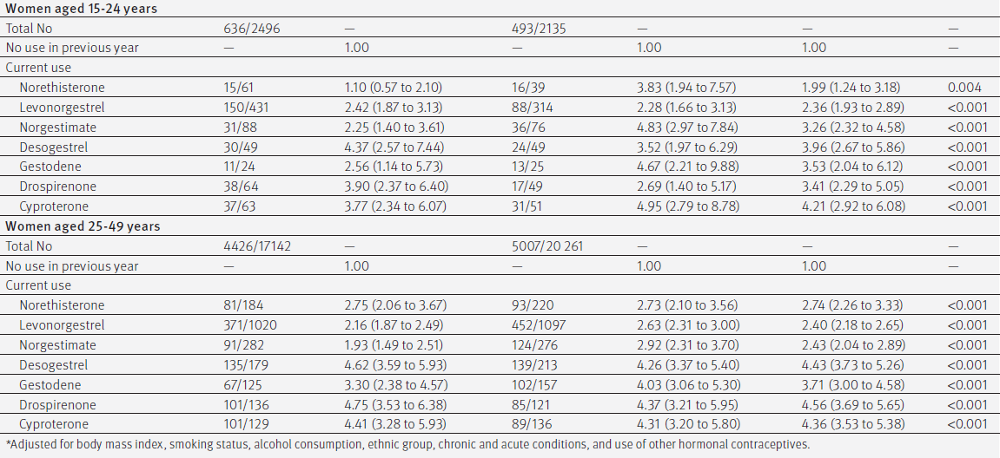 Women aged 15-24 years
Total No 636/2496 — 493/2135 — — —
No use in previous year — 1.00 — 1.00 1.00 —
Current use
Norethisterone 15/61 1.10 (0.57 to 2.10) 16/39 3.83 (1.94 to 7.57) 1.99 (1.24 to 3.18) 0.004
Levonorgestrel 150/431 2.42 (1.87 to 3.13) 88/314 2.28 (1.66 to 3.13) 2.36 (1.93 to 2.89) <0.001
Norgestimate 31/88 2.25 (1.40 to 3.61) 36/76 4.83 (2.97 to 7.84) 3.26 (2.32 to 4.58) <0.001
Desogestrel 30/49 4.37 (2.57 to 7.44) 24/49 3.52 (1.97 to 6.29) 3.96 (2.67 to 5.86) <0.001
Gestodene 11/24 2.56 (1.14 to 5.73) 13/25 4.67 (2.21 to 9.88) 3.53 (2.04 to 6.12) <0.001
Drospirenone 38/64 3.90 (2.37 to 6.40) 17/49 2.69 (1.40 to 5.17) 3.41 (2.29 to 5.05) <0.001
Cyproterone 37/63 3.77 (2.34 to 6.07) 31/51 4.95 (2.79 to 8.78) 4.21 (2.92 to 6.08) <0.001
Women aged 25-49 years
Total No 4426/17142 — 5007/20 261 — — —
No use in previous year — 1.00 — 1.00 1.00 —
Current use
Norethisterone 81/184 2.75 (2.06 to 3.67) 93/220 2.73 (2.10 to 3.56) 2.74 (2.26 to 3.33) <0.001
Levonorgestrel 371/1020 2.16 (1.87 to 2.49) 452/1097 2.63 (2.31 to 3.00) 2.40 (2.18 to 2.65) <0.001
Norgestimate 91/282 1.93 (1.49 to 2.51) 124/276 2.92 (2.31 to 3.70) 2.43 (2.04 to 2.89) <0.001
Desogestrel 135/179 4.62 (3.59 to 5.93) 139/213 4.26 (3.37 to 5.40) 4.43 (3.73 to 5.26) <0.001
Gestodene 67/125 3.30 (2.38 to 4.57) 102/157 4.03 (3.06 to 5.30) 3.71 (3.00 to 4.58) <0.001
Drospirenone 101/136 4.75 (3.53 to 6.38) 85/121 4.37 (3.21 to 5.95) 4.56 (3.69 to 5.65) <0.001
Cyproterone 101/129 4.41 (3.28 to 5.93) 89/136 4.31 (3.20 to 5.80) 4.36 (3.53 to 5.38) <0.001
*Adjusted for body mass index, smoking status, alcohol consumption, ethnic group, chronic and acute conditions, and use of other hormonal contraceptives.